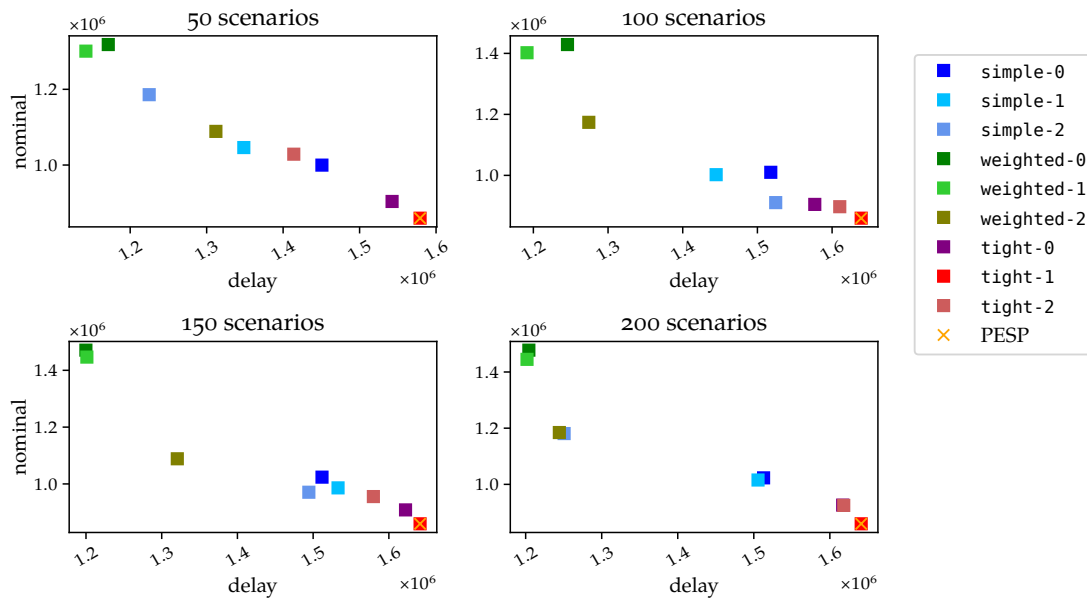 50 scenarios
×10⁶
nominal
1.2
1.0
1.2
1.3
1.4
1.5
1.6
×10⁶
delay
100 scenarios
×10⁶
1.4
1.2
1.0
1.2
1.3
1.4
1.5
1.6
×10⁶
delay
150 scenarios
×10⁶
nominal
1.4
1.2
1.0
1.2
1.3
1.4
1.5
1.6
×10⁶
delay
200 scenarios
×10⁶
1.4
1.2
1.0
1.2
1.3
1.4
1.5
1.6
×10⁶
delay
simple-0
simple-1
simple-2
weighted-0
weighted-1
weighted-2
tight-0
tight-1
tight-2
PESP